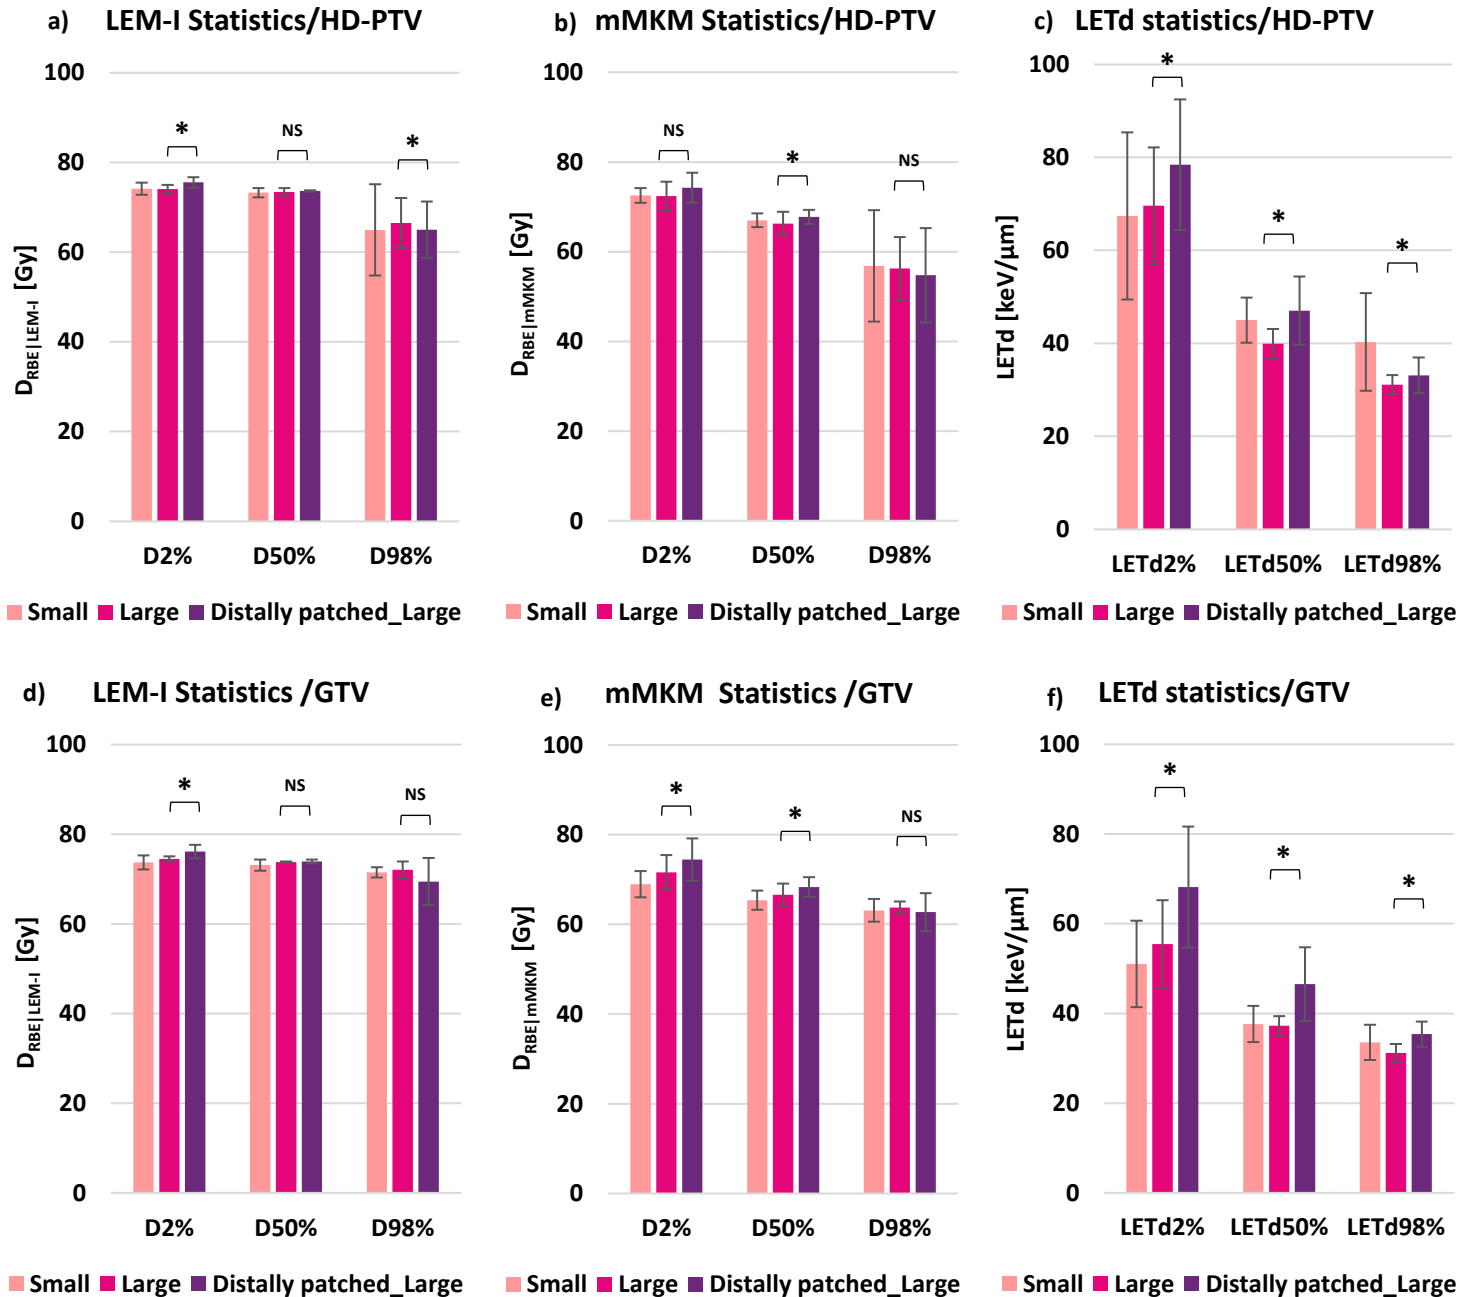 a) LEM-I Statistics/HD-PTV
100
80
60
40
20
0
D_RBE|LEM-I [Gy]
* NS *
D2% D50% D98%
Small Large Distally patched_Large
b) mMKM Statistics/HD-PTV
100
80
60
40
20
0
D_RBE|mMKM [Gy]
NS * NS
D2% D50% D98%
Small Large Distally patched_Large
c) LETd statistics/HD-PTV
100
80
60
40
20
0
LETd [keV/μm]
* * *
LETd2% LETd50% LETd98%
Small Large Distally patched_Large
d) LEM-I Statistics /GTV
100
80
60
40
20
0
D_RBE|LEM-I [Gy]
* NS NS
D2% D50% D98%
Small Large Distally patched_Large
e) mMKM Statistics /GTV
100
80
60
40
20
0
D_RBE|mMKM [Gy]
* * NS
D2% D50% D98%
Small Large Distally patched_Large
f) LETd statistics/GTV
100
80
60
40
20
0
LETd [keV/μm]
* * *
LETd2% LETd50% LETd98%
Small Large Distally patched_Large